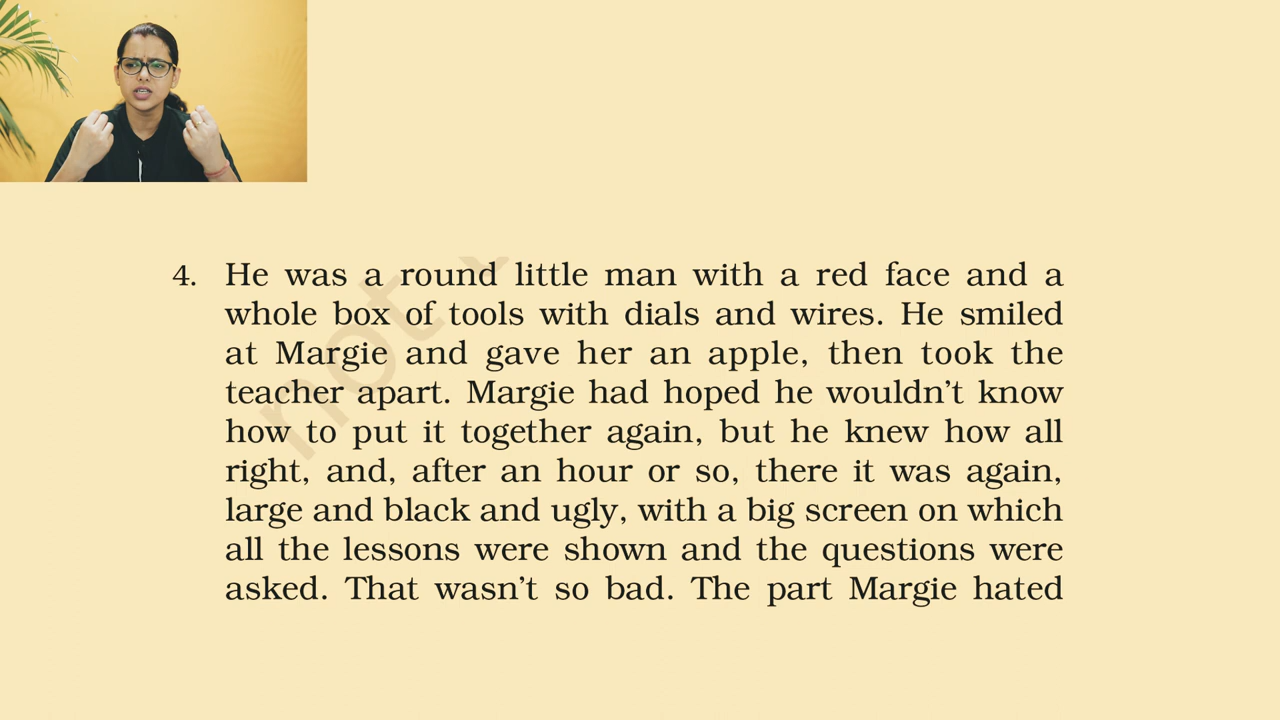 4. He was a round little man with a red face and a
whole box of tools with dials and wires. He smiled
at Margie and gave her an apple, then took the
teacher apart. Margie had hoped he wouldn’t know
how to put it together again, but he knew how all
right, and, after an hour or so, there it was again,
large and black and ugly, with a big screen on which
all the lessons were shown and the questions were
asked. That wasn’t so bad. The part Margie hated
not